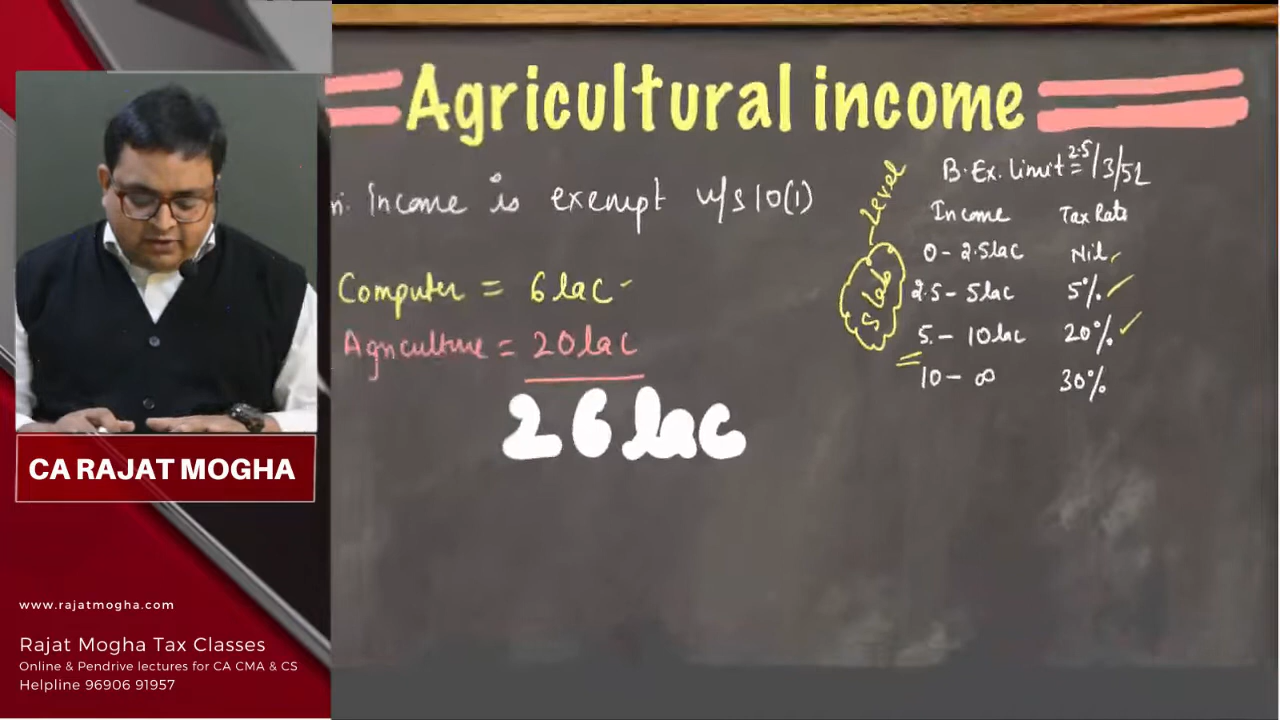 Agricultural income
n. Income is exempt u/s 10(1)
Computer = 6 lac
Agriculture = 20 lac
26 lac
B. Ex. limit = 2.5/3/5L
Slab - Level
Income Tax Rate
0 - 2.5 lac Nil
2.5 - 5 lac 5%
5 - 10 lac 20%
10 - ∞ 30%
CA RAJAT MOGHA
www.rajatmogha.com
Rajat Mogha Tax Classes
Online & Pendrive lectures for CA CMA & CS
Helpline 96906 91957